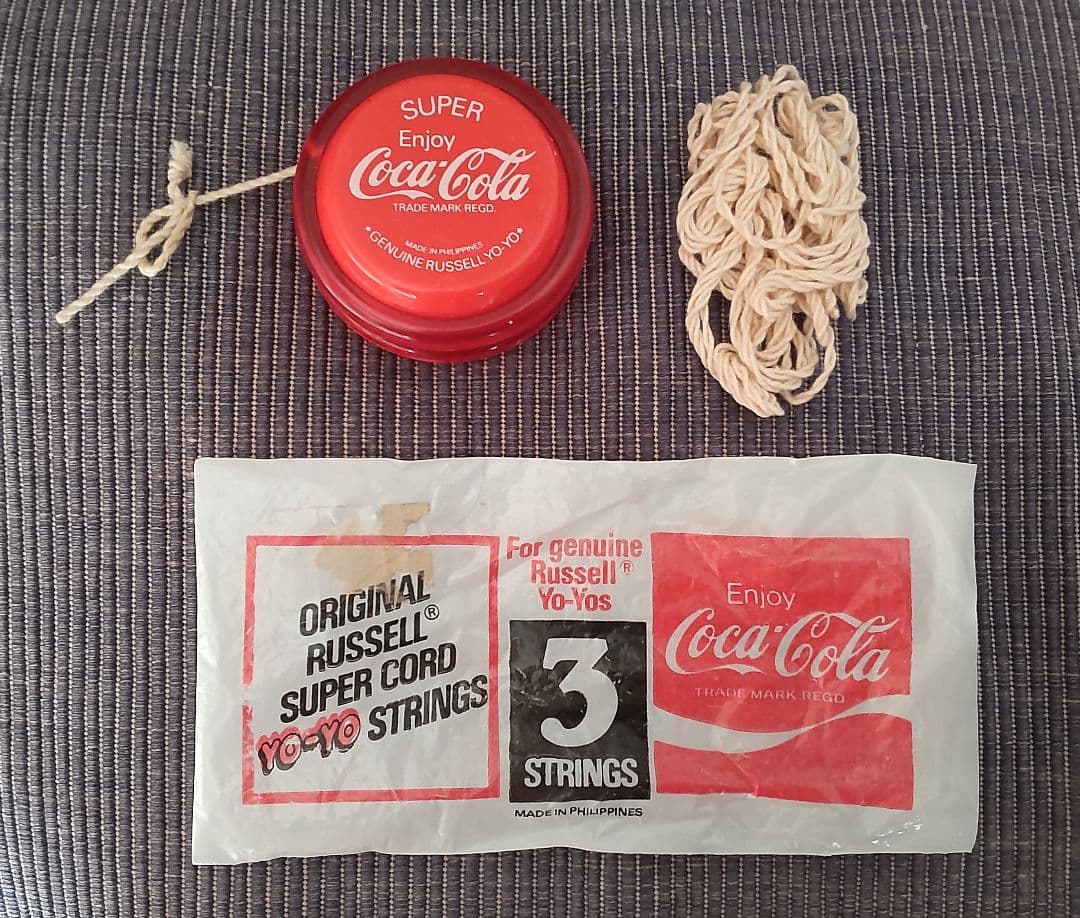 SUPER
Enjoy
Coca-Cola
TRADE MARK REGD.
MADE IN PHILIPPINES
*GENUINE RUSSELL YO-YO*
ORIGINAL
RUSSELL®
SUPER CORD
YO-YO STRINGS
For genuine
Russell®
Yo-Yos
3
STRINGS
MADE IN PHILIPPINES
Enjoy
Coca-Cola
TRADE MARK REGD